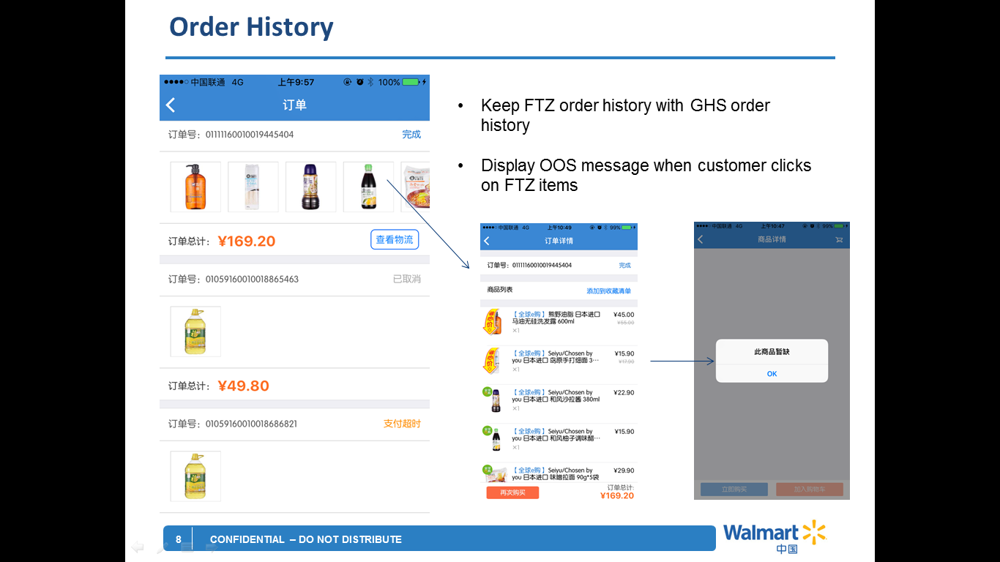 Order History
中国联通 4G 上午9:57 100%
订单
订单号：01111160010019445404 完成
订单总计： ¥169.20 查看物流
订单号：01059160010018865463 已取消
订单总计： ¥49.80
订单号：01059160010018686821 支付超时
• Keep FTZ order history with GHS order
history
• Display OOS message when customer clicks
on FTZ items
中国联通 4G 上午10:49 99%
订单详情
订单号：01111160010019445404 完成
商品列表 添加到收藏清单
【全球e购】熊野油脂 日本进口 ¥45.00
马油无硅洗发露 600ml ¥55.00
×1
【全球e购】Seiyu/Chosen by ¥15.90
you 日本进口 岛原手打细面 3… ¥17.90
×1
【全球e购】Seiyu/Chosen by ¥22.90
you 日本进口 和风沙拉酱 380ml
×1
【全球e购】Seiyu/Chosen by ¥15.90
you 日本进口 和风柚子调味醋…
×1
【全球e购】Seiyu/Chosen by ¥29.90
you 日本进口 味噌拉面 90g*5袋
再次购买 订单总计:
¥169.20
中国联通 4G 上午10:47 99%
商品详情
此商品暂缺
OK
立即购买 加入购物车
8 CONFIDENTIAL – DO NOT DISTRIBUTE
Walmart
中国